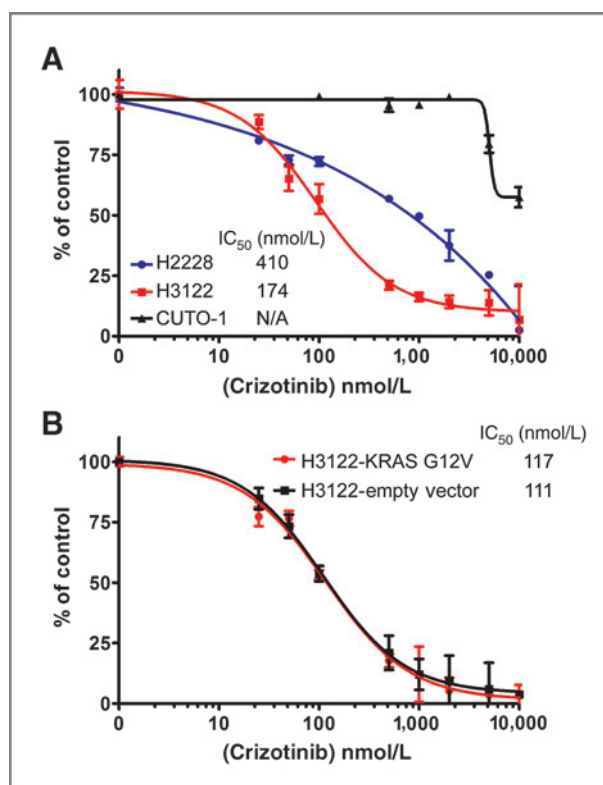 A
% of control
100
75
50
25
0
IC50 (nmol/L)
H2228 410
H3122 174
CUTO-1 N/A
0 10 100 1,00 10,000
(Crizotinib) nmol/L
B
% of control
100
75
50
25
0
IC50 (nmol/L)
H3122-KRAS G12V 117
H3122-empty vector 111
0 10 100 1,000 10,000
(Crizotinib) nmol/L